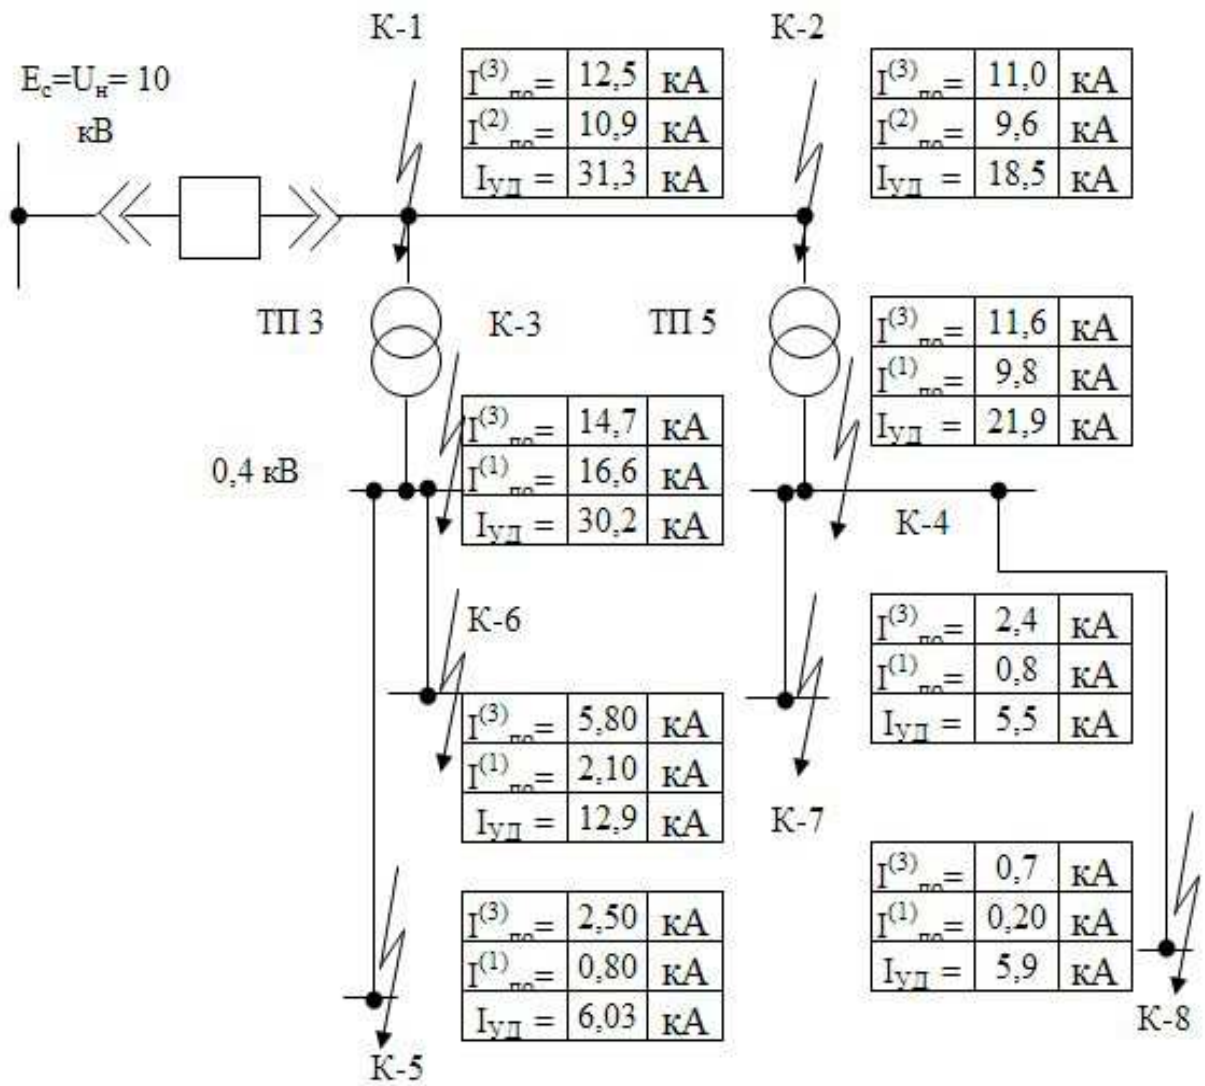 К-1
К-2
Eс=Uн= 10
кВ
I(3)по= 12,5 кА
I(2)по= 10,9 кА
Iуд = 31,3 кА
I(3)по= 11,0 кА
I(2)по= 9,6 кА
Iуд = 18,5 кА
ТП 3
К-3
ТП 5
I(3)по= 11,6 кА
I(1)по= 9,8 кА
Iуд = 21,9 кА
0,4 кВ
I(3)по= 14,7 кА
I(1)по= 16,6 кА
Iуд = 30,2 кА
К-4
К-6
I(3)по= 2,4 кА
I(1)по= 0,8 кА
Iуд = 5,5 кА
I(3)по= 5,80 кА
I(1)по= 2,10 кА
Iуд = 12,9 кА
К-7
I(3)по= 0,7 кА
I(1)по= 0,20 кА
Iуд = 5,9 кА
I(3)по= 2,50 кА
I(1)по= 0,80 кА
Iуд = 6,03 кА
К-8
К-5